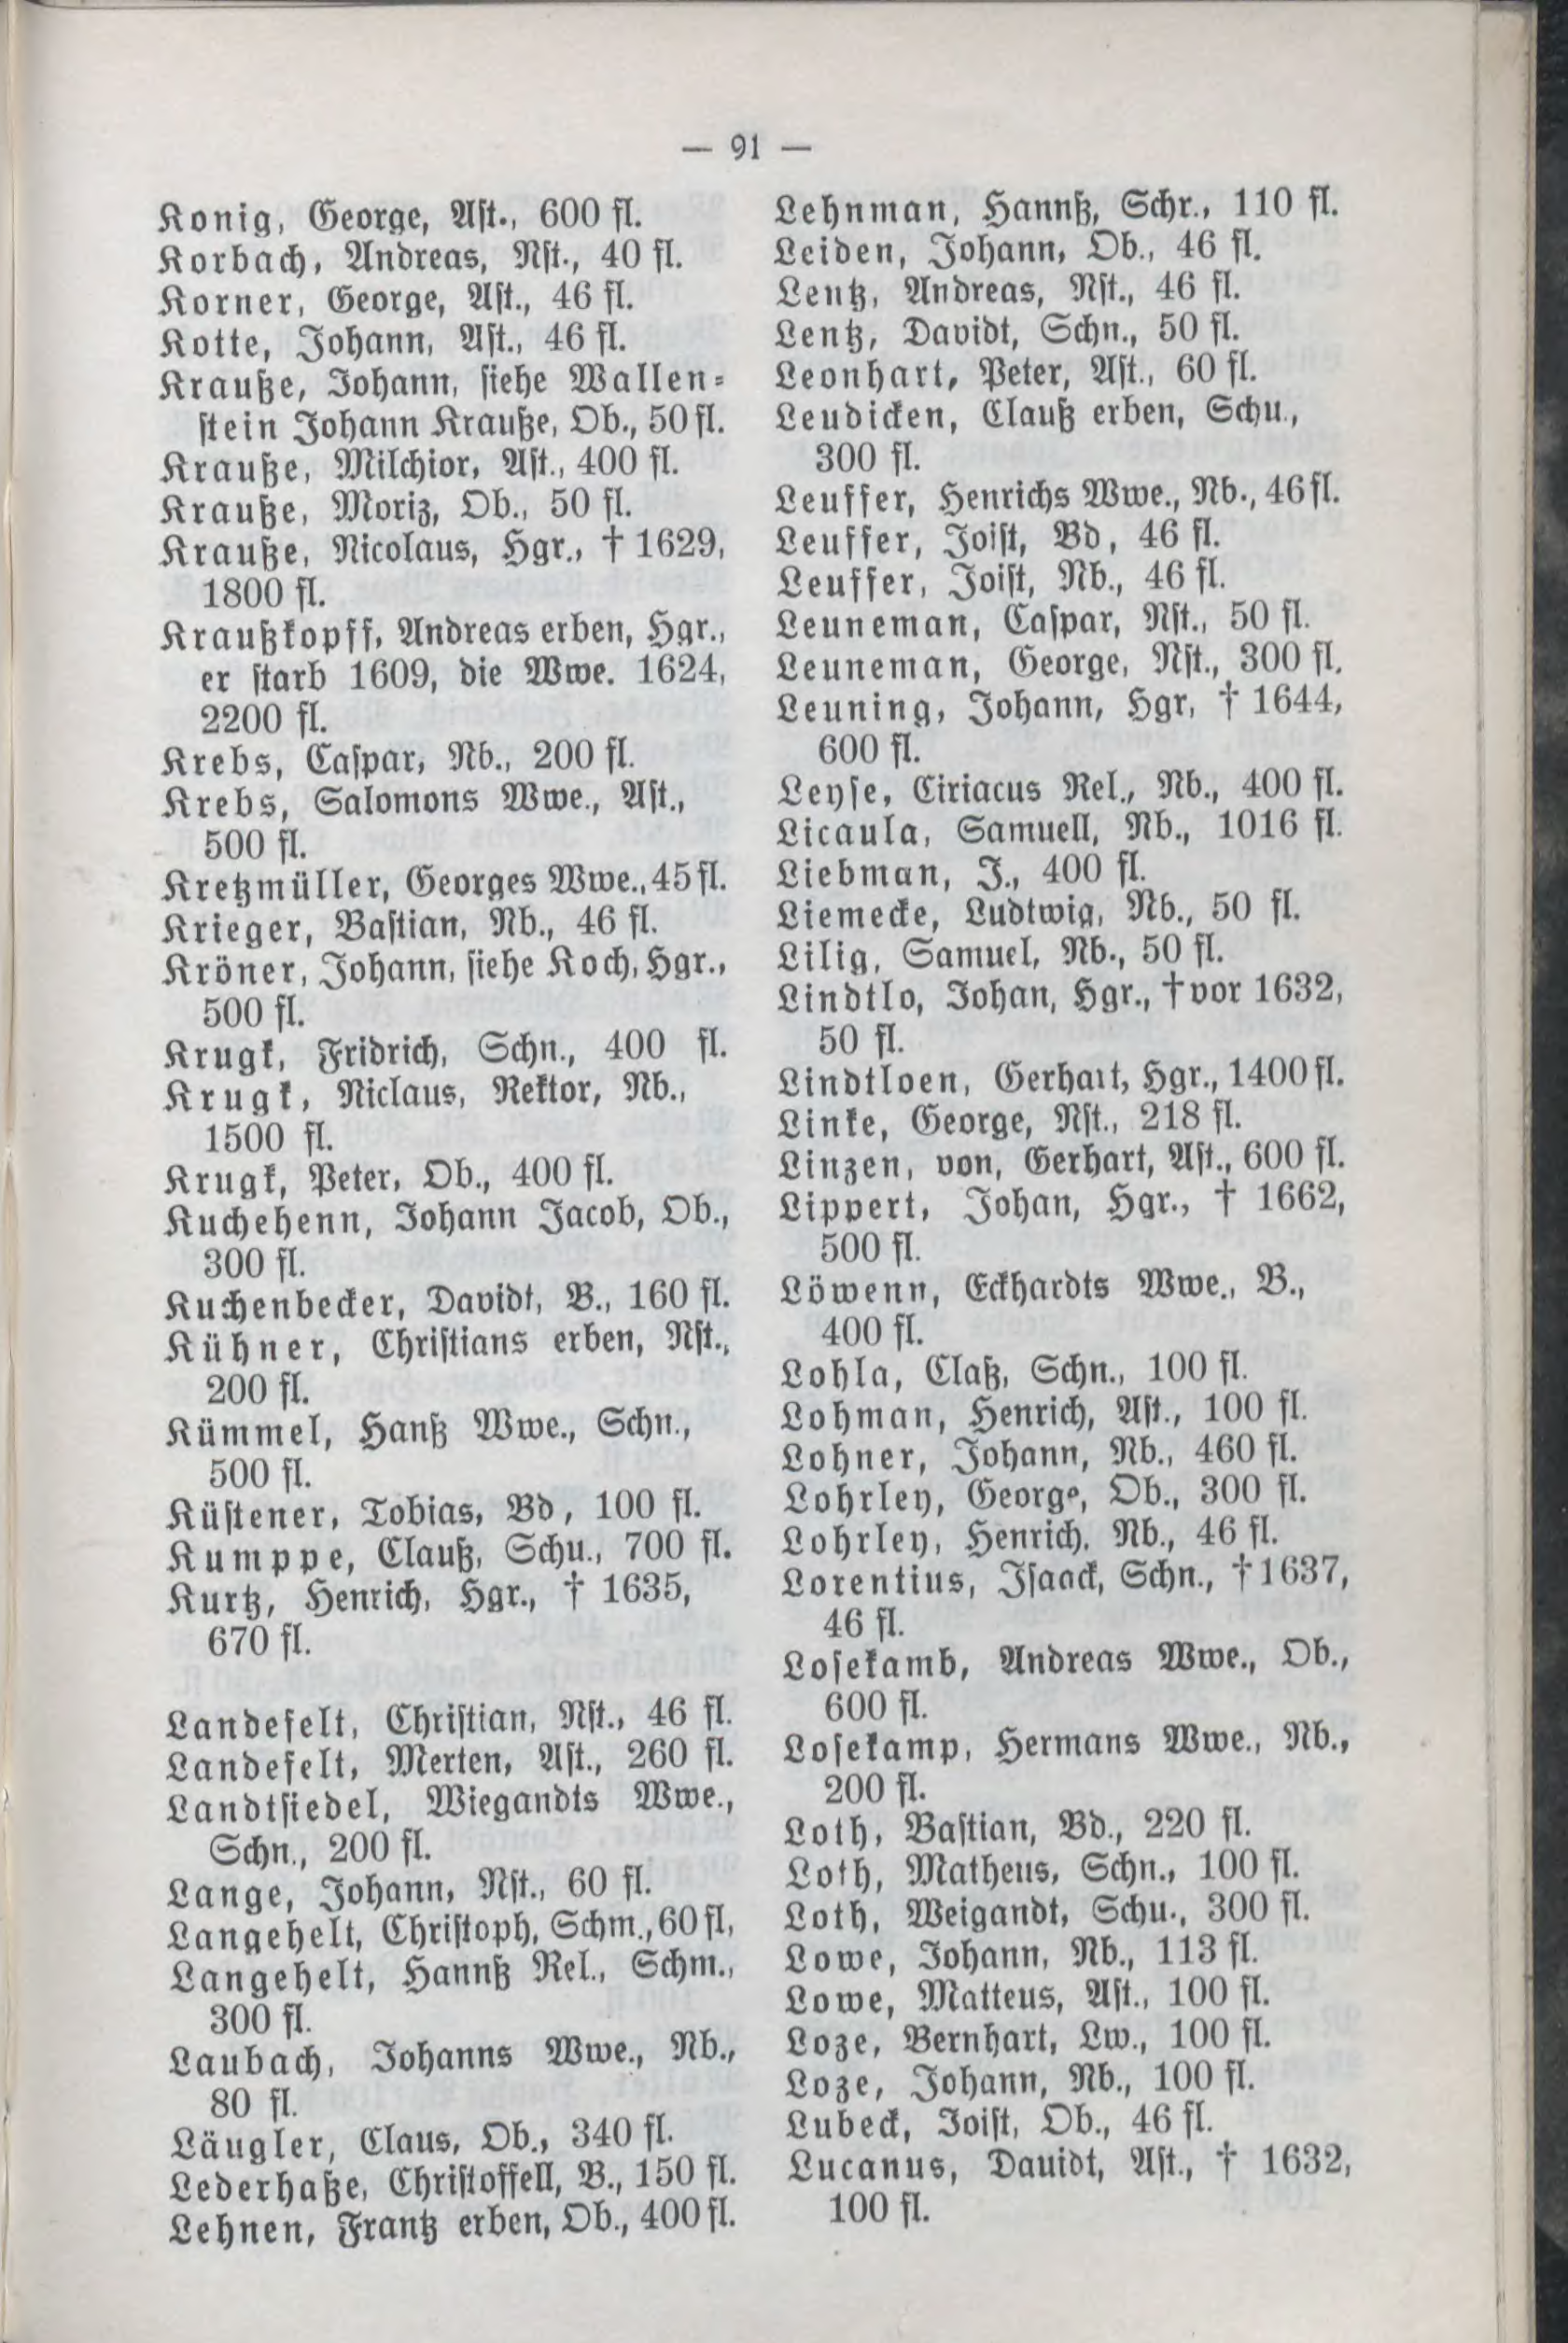 — 91 —
Konig, George, Ast., 600 fl.
Korbach, Andreas, Nst., 40 fl.
Korner, George, Ast., 46 fl.
Kotte, Johann, Ast., 46 fl.
Krauße, Johann, siehe Wallen-
stein Johann Krauße, Ob., 50 fl.
Krauße, Milchior, Ast., 400 fl.
Krauße, Moriz, Ob., 50 fl.
Krauße, Nicolaus, Hgr., † 1629,
1800 fl.
Kraußkopff, Andreas erben, Hgr.,
er starb 1609, die Wwe. 1624,
2200 fl.
Krebs, Caspar, Nb., 200 fl.
Krebs, Salomons Wwe., Ast.,
500 fl.
Kretzmüller, Georges Wwe., 45 fl.
Krieger, Bastian, Nb., 46 fl.
Kröner, Johann, siehe Koch, Hgr.,
500 fl.
Krugk, Fridrich, Schn., 400 fl.
Krugk, Niclaus, Rektor, Nb.,
1500 fl.
Krugk, Peter, Ob., 400 fl.
Kuchehenn, Johann Jacob, Ob.,
300 fl.
Kuchenbecker, Davidt, B., 160 fl.
Kühner, Christians erben, Nst.,
200 fl.
Kümmel, Hanß Wwe., Schn.,
500 fl.
Küstener, Tobias, Bd, 100 fl.
Kumppe, Clauß, Schu., 700 fl.
Kurtz, Henrich, Hgr., † 1635,
670 fl.
Landefelt, Christian, Nst., 46 fl.
Landefelt, Merten, Ast., 260 fl.
Landtsiedel, Wiegandts Wwe.,
Schn., 200 fl.
Lange, Johann, Nst., 60 fl.
Langehelt, Christoph, Schm., 60 fl,
Langehelt, Hannß Rel., Schm.,
300 fl.
Laubach, Johanns Wwe., Nb.,
80 fl.
Läugler, Claus, Ob., 340 fl.
Lederhaße, Christoffell, B., 150 fl.
Lehnen, Frantz erben, Ob., 400 fl.
Lehnman, Hannß, Schr., 110 fl.
Leiden, Johann, Ob., 46 fl.
Lentz, Andreas, Nst., 46 fl.
Lentz, Davidt, Schn., 50 fl.
Leonhart, Peter, Ast., 60 fl.
Leudicken, Clauß erben, Schu.,
300 fl.
Leuffer, Henrichs Wwe., Nb., 46 fl.
Leuffer, Joist, Bd, 46 fl.
Leuffer, Joist, Nb., 46 fl.
Leuneman, Caspar, Nst., 50 fl.
Leuneman, George, Nst., 300 fl.
Leuning, Johann, Hgr, † 1644,
600 fl.
Leyse, Ciriacus Rel., Nb., 400 fl.
Licaula, Samuell, Nb., 1016 fl.
Liebman, J., 400 fl.
Liemecke, Ludtwig, Nb., 50 fl.
Lilig, Samuel, Nb., 50 fl.
Lindtlo, Johan, Hgr., † vor 1632,
50 fl.
Lindtloen, Gerhart, Hgr., 1400 fl.
Linke, George, Nst., 218 fl.
Linzen, von, Gerhart, Ast., 600 fl.
Lippert, Johan, Hgr., † 1662,
500 fl.
Löwenn, Eckhardts Wwe., B.,
400 fl.
Lohla, Claß, Schn., 100 fl.
Lohman, Henrich, Ast., 100 fl.
Lohner, Johann, Nb., 460 fl.
Lohrley, George, Ob., 300 fl.
Lohrley, Henrich, Nb., 46 fl.
Lorentius, Isaack, Schn., † 1637,
46 fl.
Losekamb, Andreas Wwe., Ob.,
600 fl.
Losekamp, Hermans Wwe., Nb.,
200 fl.
Loth, Bastian, Bd., 220 fl.
Loth, Matheus, Schn., 100 fl.
Loth, Weigandt, Schu., 300 fl.
Lowe, Johann, Nb., 113 fl.
Lowe, Matteus, Ast., 100 fl.
Loze, Bernhart, Lw., 100 fl.
Loze, Johann, Nb., 100 fl.
Lubeck, Joist, Ob., 46 fl.
Lucanus, Dauidt, Ast., † 1632,
100 fl.